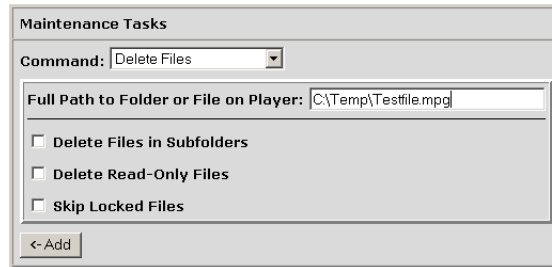 Maintenance Tasks
Command: Delete Files
Full Path to Folder or File on Player: C:\Temp\Testfile.mpg
Delete Files in Subfolders
Delete Read-Only Files
Skip Locked Files
<- Add